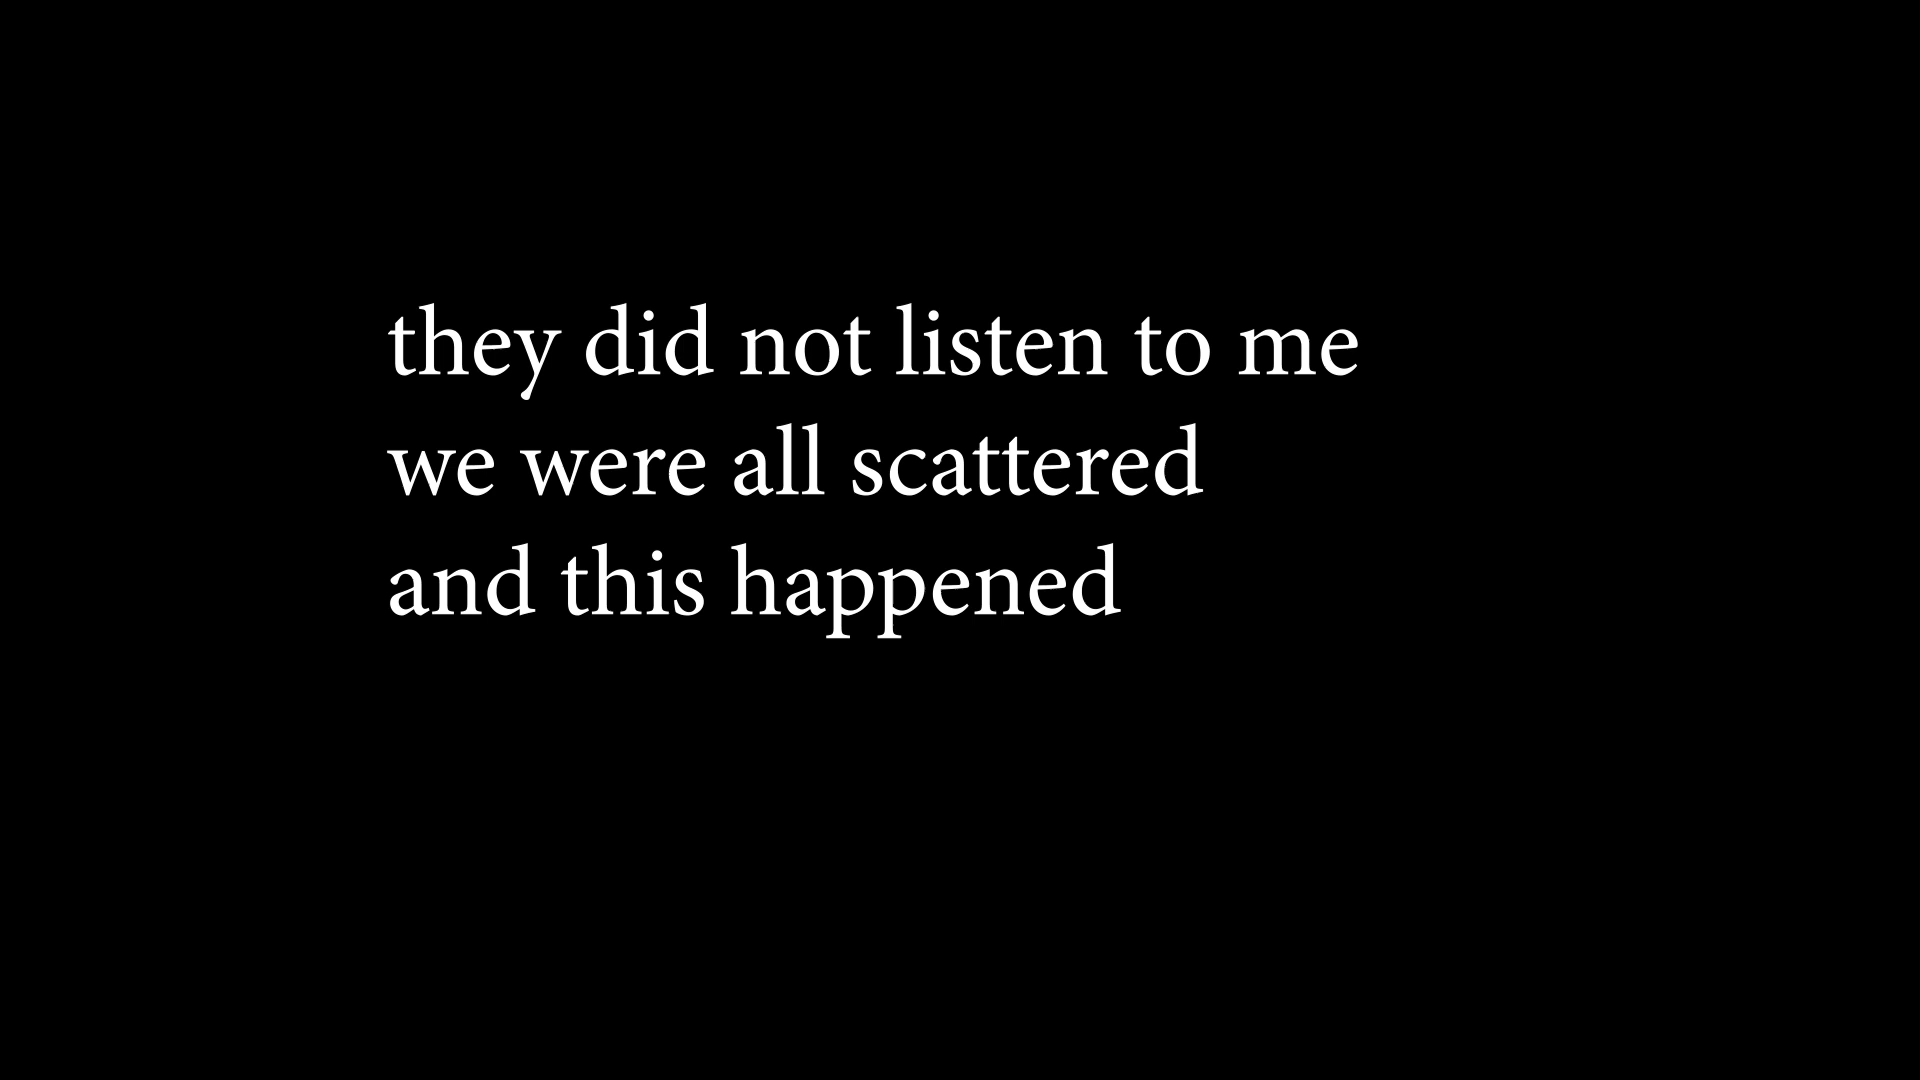 they did not listen to me
we were all scattered
and this happened